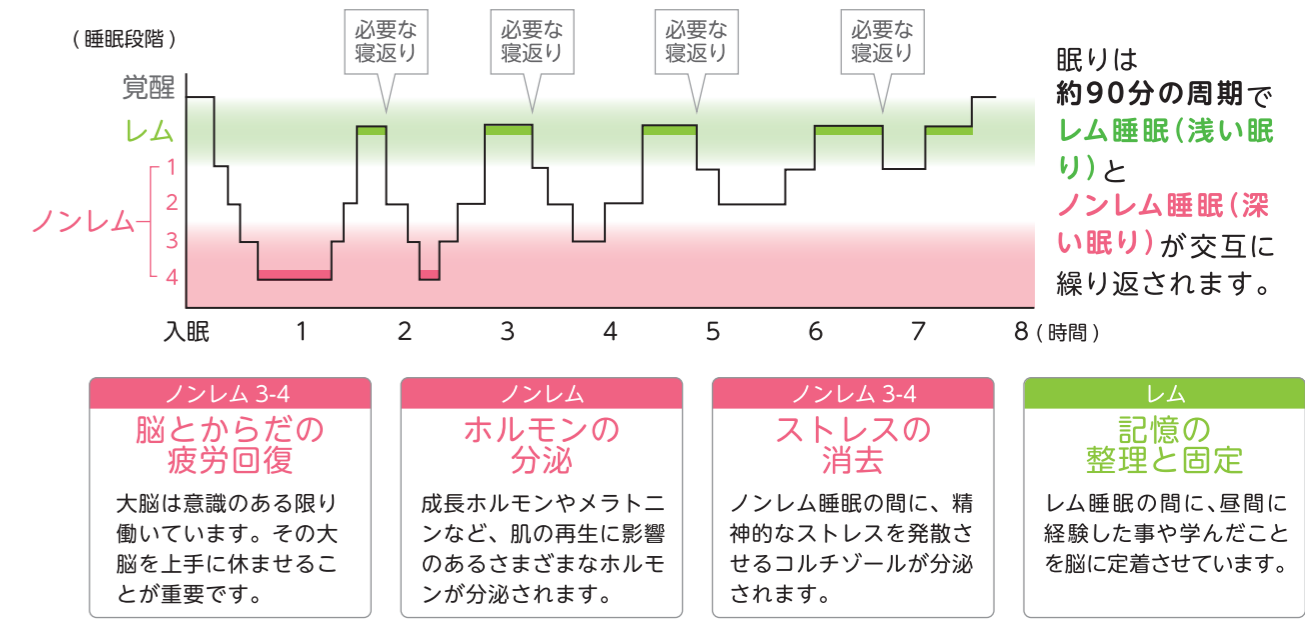 (睡眠段階)
必要な
寝返り
必要な
寝返り
必要な
寝返り
必要な
寝返り
覚醒
レム
ノンレム
1
2
3
4
入眠 1 2 3 4 5 6 7 8 (時間)
眠りは
約90分の周期で
レム睡眠(浅い眠
り)と
ノンレム睡眠(深
い眠り)が交互に
繰り返されます。
ノンレム 3-4
脳とからだの
疲労回復
大脳は意識のある限り
働いています。その大
脳を上手に休ませるこ
とが重要です。
ノンレム
ホルモンの
分泌
成長ホルモンやメラトニ
ンなど、肌の再生に影響
のあるさまざまなホルモ
ンが分泌されます。
ノンレム 3-4
ストレスの
消去
ノンレム睡眠の間に、精
神的なストレスを発散さ
せるコルチゾールが分泌
されます。
レム
記憶の
整理と固定
レム睡眠の間に、昼間に
経験した事や学んだこと
を脳に定着させています。